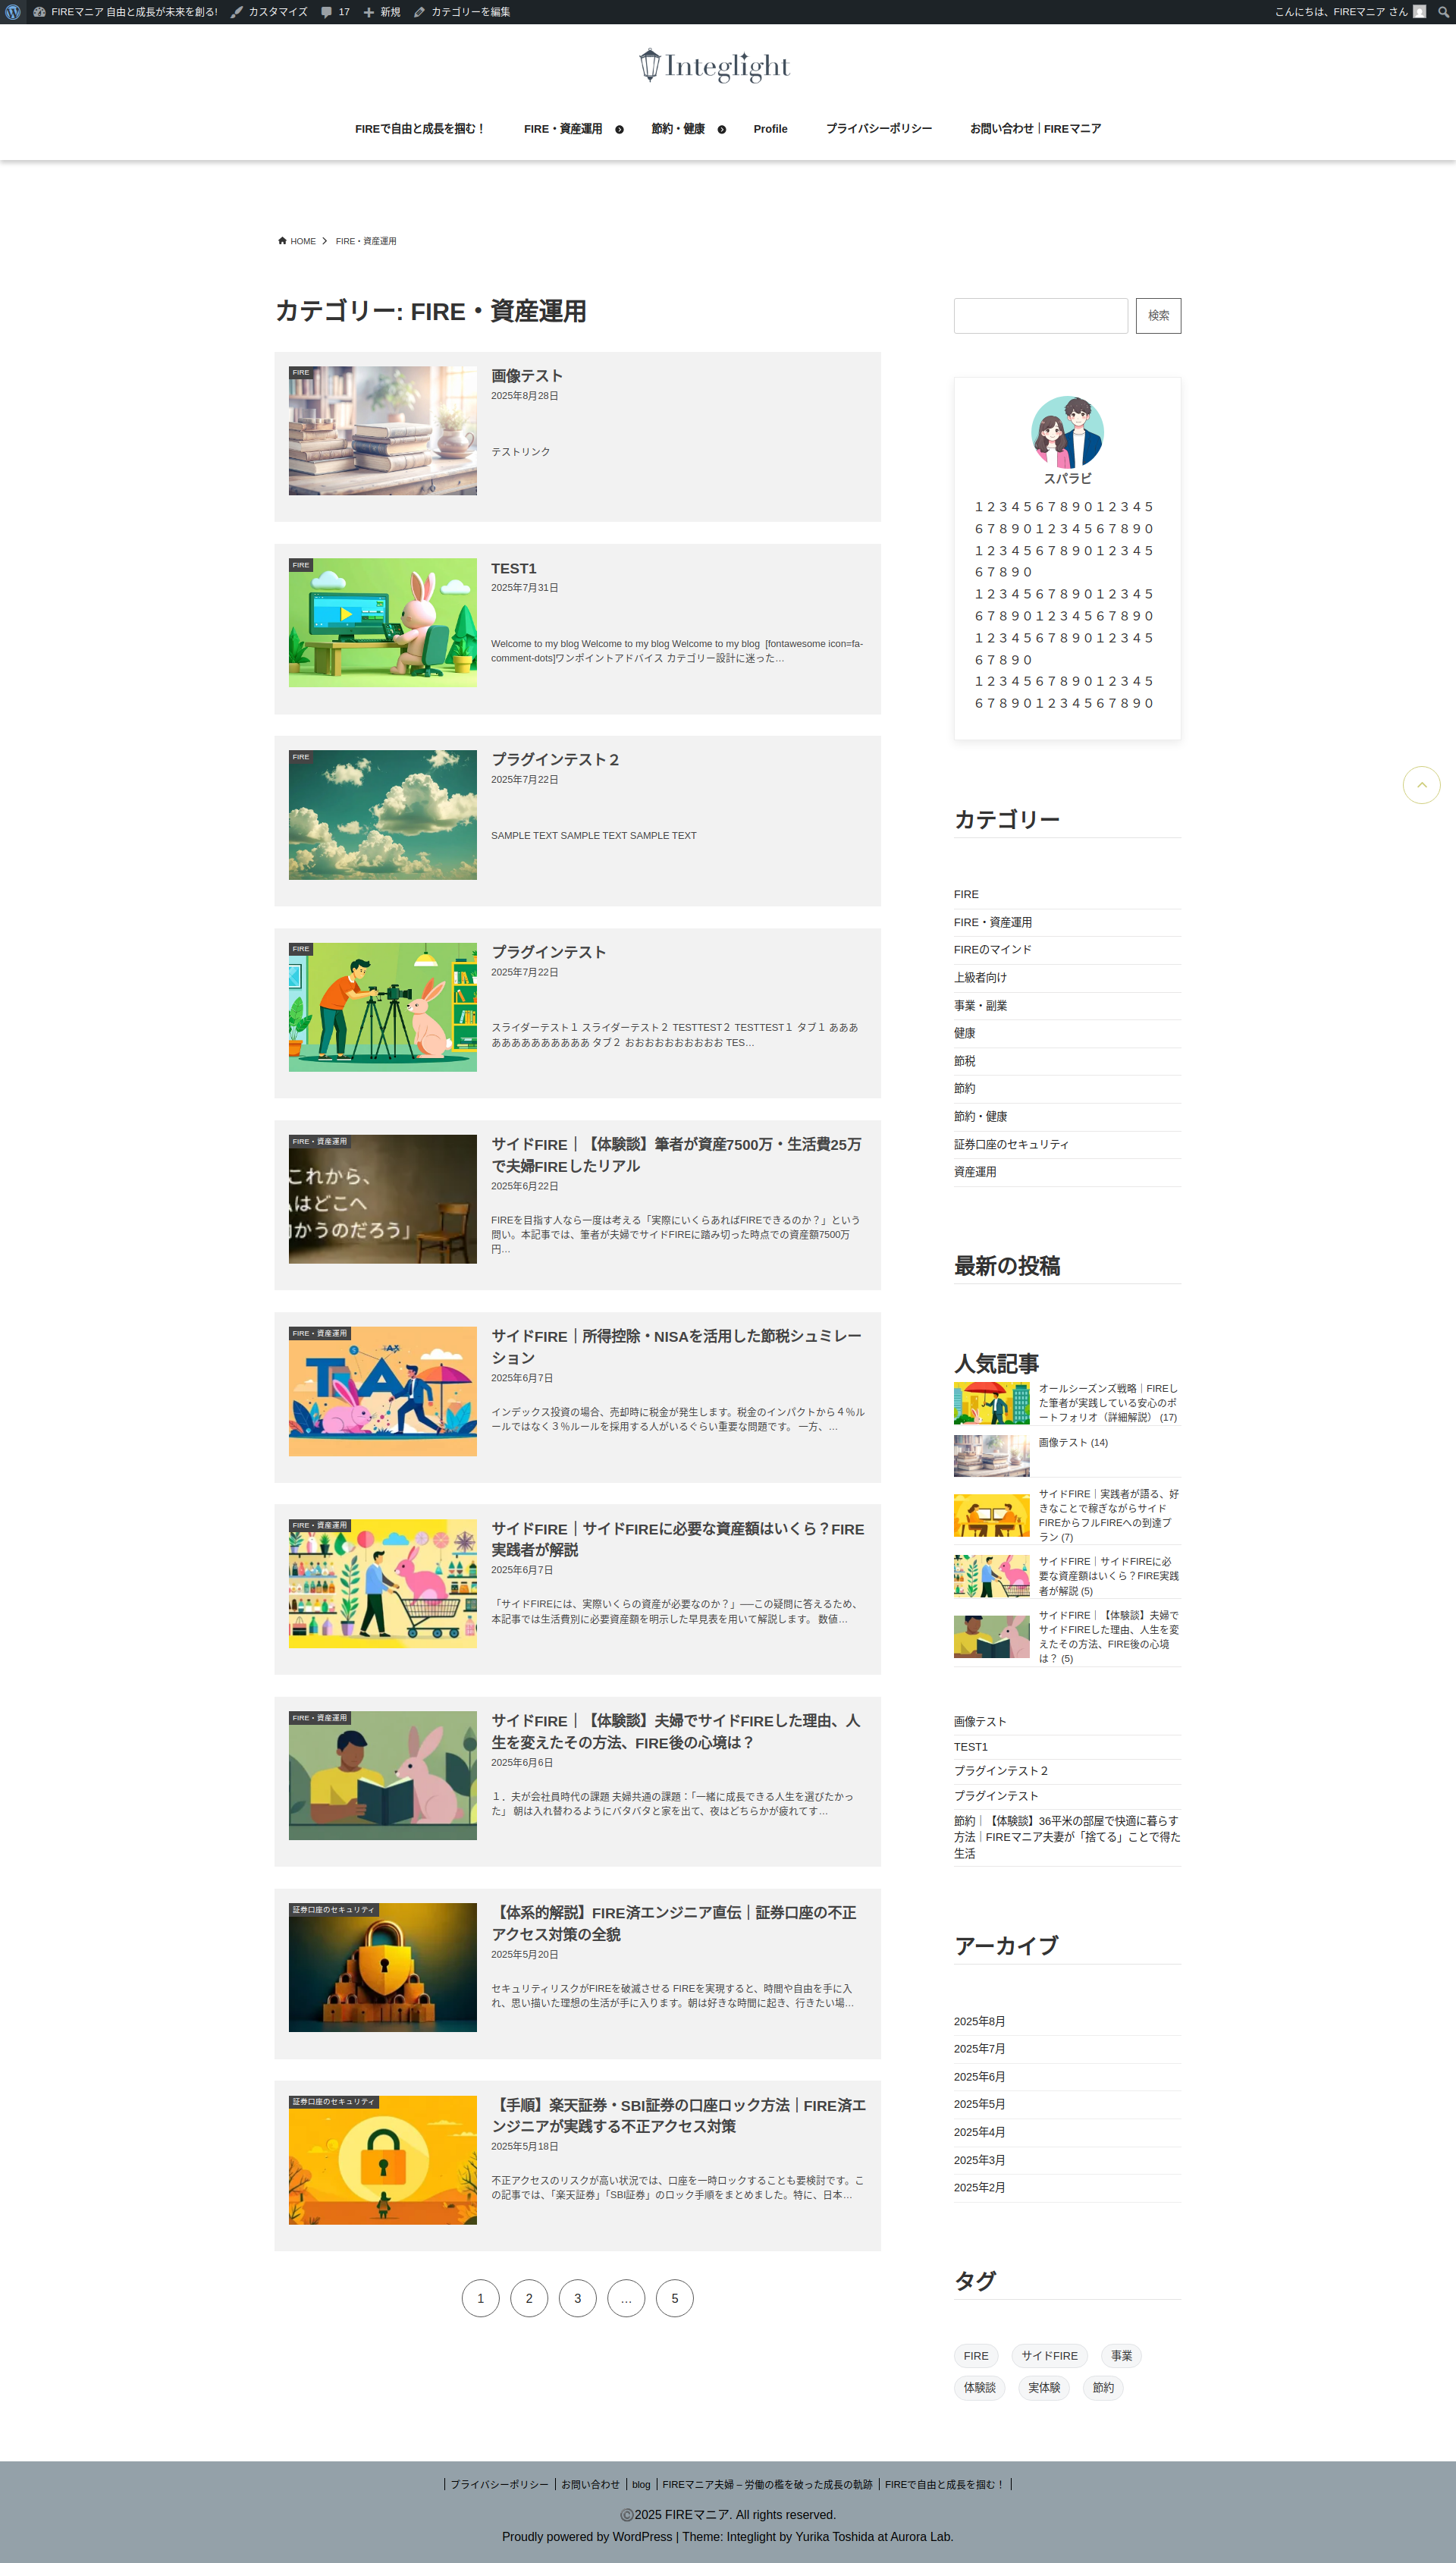 FIREマニア 自由と成長が未来を創る! カスタマイズ 17 新規 カテゴリーを編集 こんにちは、FIREマニア さん
Integlight
FIREで自由と成長を掴む！ FIRE・資産運用 節約・健康 Profile プライバシーポリシー お問い合わせ｜FIREマニア
HOME FIRE・資産運用
カテゴリー: FIRE・資産運用
FIRE
画像テスト
2025年8月28日
テストリンク
FIRE
TEST1
2025年7月31日
Welcome to my blog Welcome to my blog Welcome to my blog [fontawesome icon=fa-
comment-dots]ワンポイントアドバイス カテゴリー設計に迷った…
FIRE
プラグインテスト２
2025年7月22日
SAMPLE TEXT SAMPLE TEXT SAMPLE TEXT
FIRE
プラグインテスト
2025年7月22日
スライダーテスト１ スライダーテスト２ TESTTEST２ TESTTEST１ タブ１ あああ
ああああああああああ タブ２ おおおおおおおおおお TES…
FIRE・資産運用
これから、
はどこへ
かうのだろう」
サイドFIRE｜【体験談】筆者が資産7500万・生活費25万
で夫婦FIREしたリアル
2025年6月22日
FIREを目指す人なら一度は考える「実際にいくらあればFIREできるのか？」という
問い。本記事では、筆者が夫婦でサイドFIREに踏み切った時点での資産額7500万
円…
FIRE・資産運用
サイドFIRE｜所得控除・NISAを活用した節税シュミレー
ション
2025年6月7日
インデックス投資の場合、売却時に税金が発生します。税金のインパクトから４％ル
ールではなく３％ルールを採用する人がいるぐらい重要な問題です。 一方、…
FIRE・資産運用
サイドFIRE｜サイドFIREに必要な資産額はいくら？FIRE
実践者が解説
2025年6月7日
「サイドFIREには、実際いくらの資産が必要なのか？」──この疑問に答えるため、
本記事では生活費別に必要資産額を明示した早見表を用いて解説します。 数値…
FIRE・資産運用
サイドFIRE｜【体験談】夫婦でサイドFIREした理由、人
生を変えたその方法、FIRE後の心境は？
2025年6月6日
１．夫が会社員時代の課題 夫婦共通の課題：「一緒に成長できる人生を選びたかっ
た」 朝は入れ替わるようにバタバタと家を出て、夜はどちらかが疲れてす…
証券口座のセキュリティ
【体系的解説】FIRE済エンジニア直伝｜証券口座の不正
アクセス対策の全貌
2025年5月20日
セキュリティリスクがFIREを破滅させる FIREを実現すると、時間や自由を手に入
れ、思い描いた理想の生活が手に入ります。朝は好きな時間に起き、行きたい場…
証券口座のセキュリティ
【手順】楽天証券・SBI証券の口座ロック方法｜FIRE済エ
ンジニアが実践する不正アクセス対策
2025年5月18日
不正アクセスのリスクが高い状況では、口座を一時ロックすることも要検討です。こ
の記事では、「楽天証券」「SBI証券」のロック手順をまとめました。特に、日本…
1 2 3 … 5
検索
スパラビ
１２３４５６７８９０１２３４５
６７８９０１２３４５６７８９０
１２３４５６７８９０１２３４５
６７８９０
１２３４５６７８９０１２３４５
６７８９０１２３４５６７８９０
１２３４５６７８９０１２３４５
６７８９０
１２３４５６７８９０１２３４５
６７８９０１２３４５６７８９０
カテゴリー
FIRE
FIRE・資産運用
FIREのマインド
上級者向け
事業・副業
健康
節税
節約
節約・健康
証券口座のセキュリティ
資産運用
最新の投稿
人気記事
オールシーズンズ戦略｜FIREし
た筆者が実践している安心のポ
ートフォリオ（詳細解説） (17)
画像テスト (14)
サイドFIRE｜実践者が語る、好
きなことで稼ぎながらサイド
FIREからフルFIREへの到達プ
ラン (7)
サイドFIRE｜サイドFIREに必
要な資産額はいくら？FIRE実践
者が解説 (5)
サイドFIRE｜【体験談】夫婦で
サイドFIREした理由、人生を変
えたその方法、FIRE後の心境
は？ (5)
画像テスト
TEST1
プラグインテスト２
プラグインテスト
節約｜【体験談】36平米の部屋で快適に暮らす
方法｜FIREマニア夫妻が「捨てる」ことで得た
生活
アーカイブ
2025年8月
2025年7月
2025年6月
2025年5月
2025年4月
2025年3月
2025年2月
タグ
FIRE サイドFIRE 事業
体験談 実体験 節約
プライバシーポリシー お問い合わせ blog FIREマニア夫婦 – 労働の檻を破った成長の軌跡 FIREで自由と成長を掴む！
©2025 FIREマニア. All rights reserved.
Proudly powered by WordPress | Theme: Integlight by Yurika Toshida at Aurora Lab.